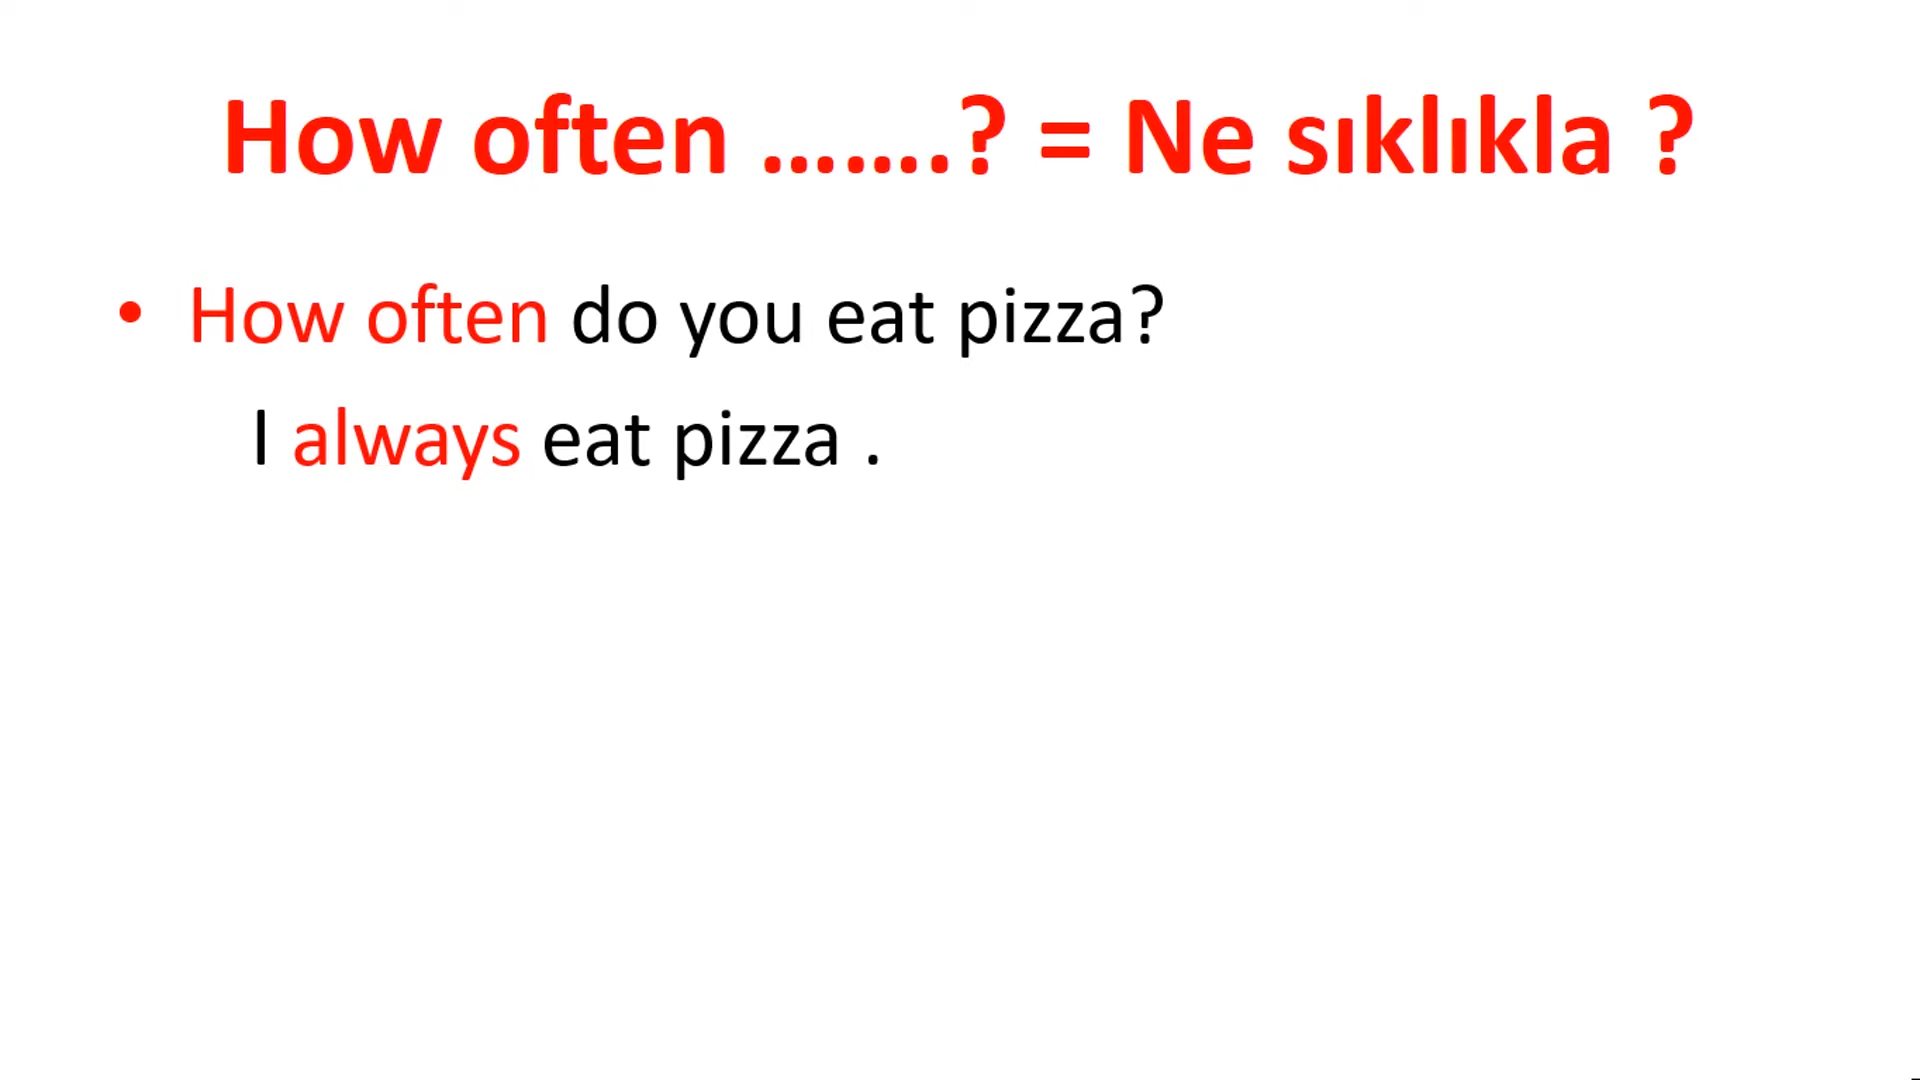 How often …….? = Ne sıklıkla ?
• How often do you eat pizza?
I always eat pizza .